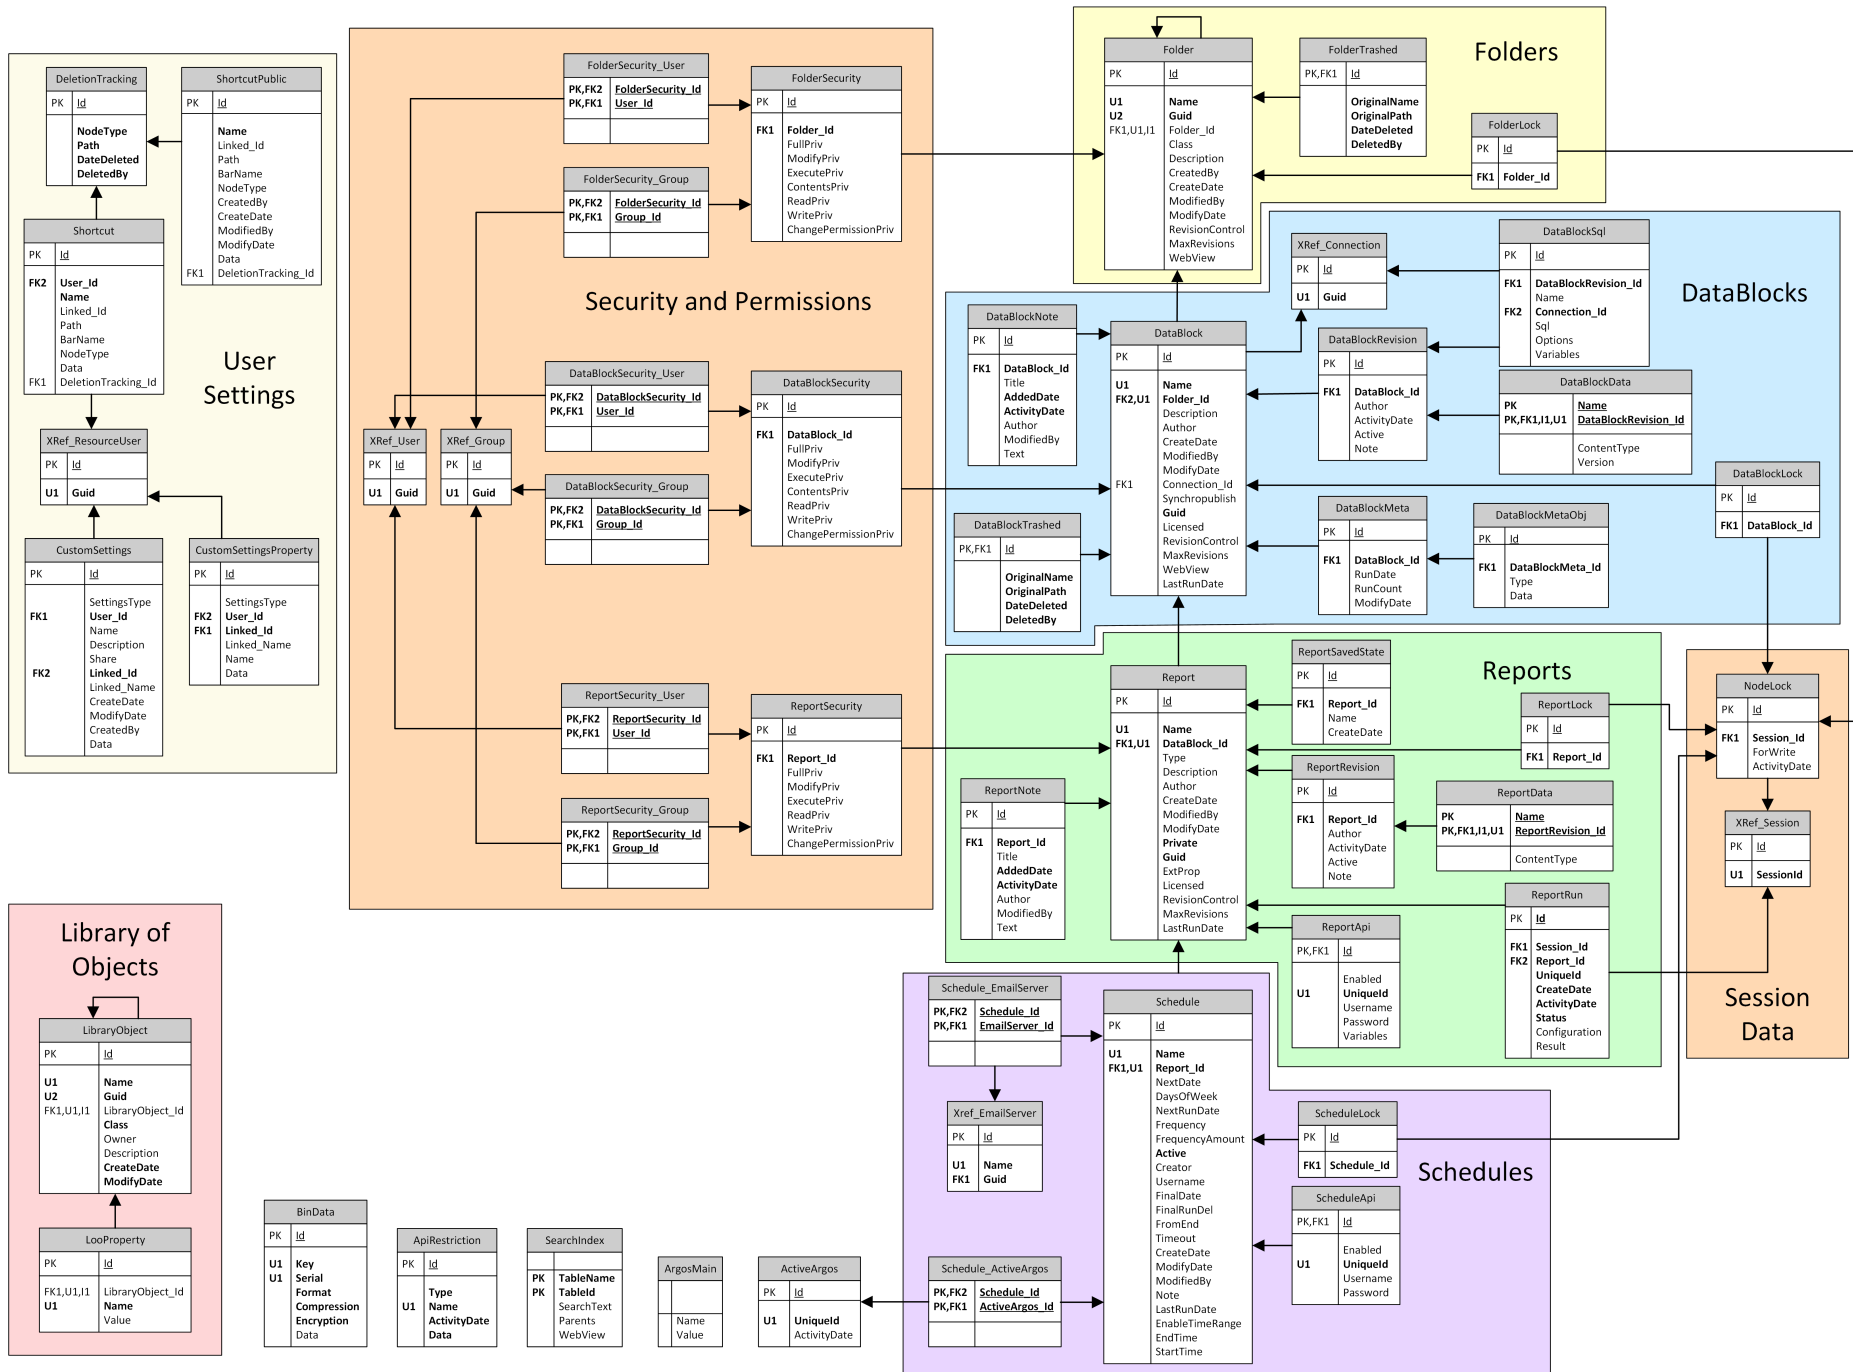 User
Settings
DeletionTracking
PK Id
NodeType
Path
DateDeleted
DeletedBy
ShortcutPublic
PK Id
Name
Linked_Id
Path
BarName
NodeType
CreatedBy
CreateDate
ModifiedBy
ModifyDate
Data
FK1 DeletionTracking_Id
Shortcut
PK Id
FK2 User_Id
Name
Linked_Id
Path
BarName
NodeType
Data
FK1 DeletionTracking_Id
XRef_ResourceUser
PK Id
U1 Guid
CustomSettings
PK Id
SettingsType
FK1 User_Id
Name
Description
Share
FK2 Linked_Id
Linked_Name
CreateDate
ModifyDate
CreatedBy
Data
CustomSettingsProperty
PK Id
SettingsType
FK2 User_Id
FK1 Linked_Id
Linked_Name
Name
Data
Security and Permissions
FolderSecurity_User
PK,FK2 FolderSecurity_Id
PK,FK1 User_Id
FolderSecurity_Group
PK,FK2 FolderSecurity_Id
PK,FK1 Group_Id
FolderSecurity
PK Id
FK1 Folder_Id
FullPriv
ModifyPriv
ExecutePriv
ContentsPriv
ReadPriv
WritePriv
ChangePermissionPriv
DataBlockSecurity_User
PK,FK2 DataBlockSecurity_Id
PK,FK1 User_Id
DataBlockSecurity_Group
PK,FK2 DataBlockSecurity_Id
PK,FK1 Group_Id
DataBlockSecurity
PK Id
FK1 DataBlock_Id
FullPriv
ModifyPriv
ExecutePriv
ContentsPriv
ReadPriv
WritePriv
ChangePermissionPriv
XRef_User
PK Id
U1 Guid
XRef_Group
PK Id
U1 Guid
ReportSecurity_User
PK,FK2 ReportSecurity_Id
PK,FK1 User_Id
ReportSecurity_Group
PK,FK2 ReportSecurity_Id
PK,FK1 Group_Id
ReportSecurity
PK Id
FK1 Report_Id
FullPriv
ModifyPriv
ExecutePriv
ReadPriv
WritePriv
ChangePermissionPriv
Folders
Folder
PK Id
U1 Name
U2 Guid
FK1,U1,I1 Folder_Id
Class
Description
CreatedBy
CreateDate
ModifiedBy
ModifyDate
RevisionControl
MaxRevisions
WebView
FolderTrashed
PK,FK1 Id
OriginalName
OriginalPath
DateDeleted
DeletedBy
FolderLock
PK Id
FK1 Folder_Id
DataBlocks
DataBlockNote
PK Id
FK1 DataBlock_Id
Title
AddedDate
ActivityDate
Author
ModifiedBy
Text
DataBlockTrashed
PK,FK1 Id
OriginalName
OriginalPath
DateDeleted
DeletedBy
DataBlock
PK Id
U1 Name
FK2,U1 Folder_Id
Description
Author
CreateDate
ModifiedBy
ModifyDate
FK1 Connection_Id
Synchropublish
Guid
Licensed
RevisionControl
MaxRevisions
WebView
LastRunDate
XRef_Connection
PK Id
U1 Guid
DataBlockRevision
PK Id
FK1 DataBlock_Id
Author
ActivityDate
Active
Note
DataBlockSql
PK Id
FK1 DataBlockRevision_Id
Name
FK2 Connection_Id
Sql
Options
Variables
DataBlockData
PK Name
PK,FK1,I1,U1 DataBlockRevision_Id
ContentType
Version
DataBlockMeta
PK Id
FK1 DataBlock_Id
RunDate
RunCount
ModifyDate
DataBlockMetaObj
PK Id
FK1 DataBlockMeta_Id
Type
Data
DataBlockLock
PK Id
FK1 DataBlock_Id
Reports
Report
PK Id
U1 Name
FK1,U1 DataBlock_Id
Type
Description
Author
CreateDate
ModifiedBy
ModifyDate
Private
Guid
ExtProp
Licensed
RevisionControl
MaxRevisions
LastRunDate
ReportNote
PK Id
FK1 Report_Id
Title
AddedDate
ActivityDate
Author
ModifiedBy
Text
ReportSavedState
PK Id
FK1 Report_Id
Name
CreateDate
ReportLock
PK Id
FK1 Report_Id
ReportRevision
PK Id
FK1 Report_Id
Author
ActivityDate
Active
Note
ReportData
PK Name
PK,FK1,I1,U1 ReportRevision_Id
ContentType
ReportRun
PK Id
FK1 Session_Id
FK2 Report_Id
UniqueId
CreateDate
ActivityDate
Status
Configuration
Result
ReportApi
PK,FK1 Id
Enabled
U1 UniqueId
Username
Password
Variables
NodeLock
PK Id
FK1 Session_Id
ForWrite
ActivityDate
XRef_Session
PK Id
U1 SessionId
Session
Data
Library of
Objects
LibraryObject
PK Id
U1 Name
U2 Guid
FK1,U1,I1 LibraryObject_Id
Class
Owner
Description
CreateDate
ModifyDate
LooProperty
PK Id
FK1,U1,I1 LibraryObject_Id
U1 Name
Value
BinData
PK Id
U1 Key
U1 Serial
Format
Compression
Encryption
Data
ApiRestriction
PK Id
Type
U1 Name
ActivityDate
Data
SearchIndex
PK TableName
PK TableId
SearchText
Parents
WebView
ArgosMain
Name
Value
ActiveArgos
PK Id
U1 UniqueId
ActivityDate
Schedules
Schedule_EmailServer
PK,FK2 Schedule_Id
PK,FK1 EmailServer_Id
Xref_EmailServer
PK Id
U1 Name
FK1 Guid
Schedule_ActiveArgos
PK,FK2 Schedule_Id
PK,FK1 ActiveArgos_Id
Schedule
PK Id
U1 Name
FK1,U1 Report_Id
NextDate
DaysOfWeek
NextRunDate
Frequency
FrequencyAmount
Active
Creator
Username
FinalDate
FinalRunDel
FromEnd
Timeout
CreateDate
ModifyDate
ModifiedBy
Note
LastRunDate
EnableTimeRange
EndTime
StartTime
ScheduleLock
PK Id
FK1 Schedule_Id
ScheduleApi
PK,FK1 Id
Enabled
U1 UniqueId
Username
Password